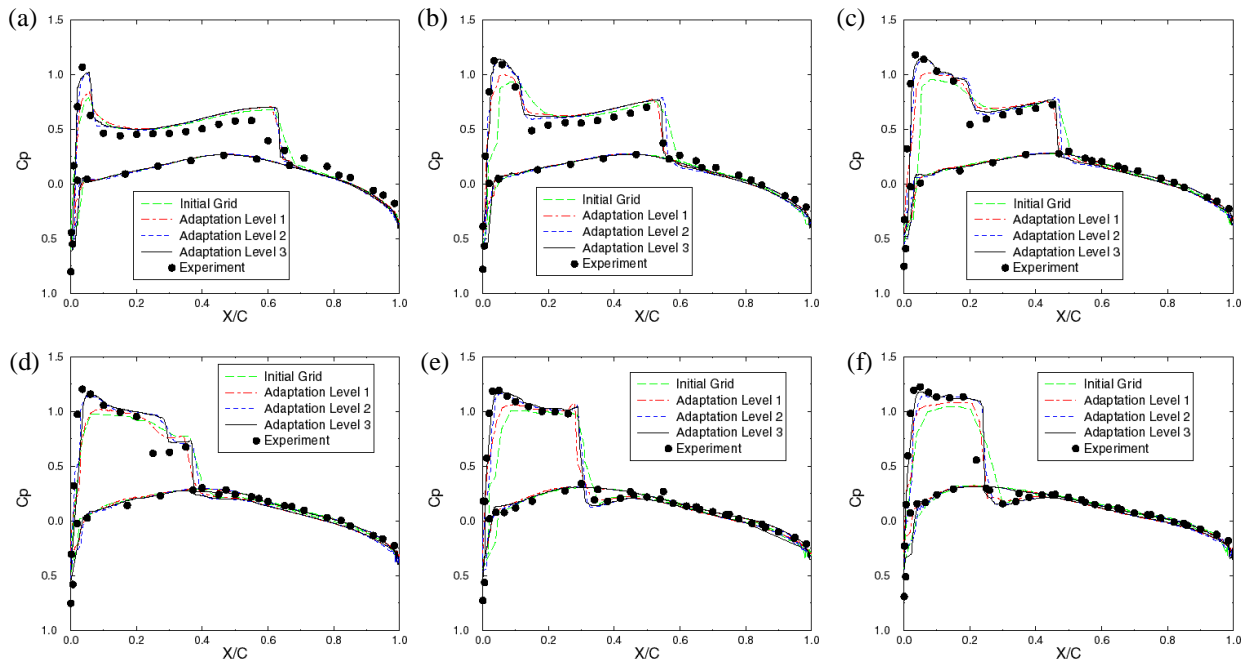 (a)
1.5
1.0
0.5
0.0
0.5
1.0
Cp
Initial Grid
Adaptation Level 1
Adaptation Level 2
Adaptation Level 3
Experiment
0.0 0.2 0.4 0.6 0.8 1.0
X/C
(b)
1.5
1.0
0.5
0.0
0.5
1.0
Cp
Initial Grid
Adaptation Level 1
Adaptation Level 2
Adaptation Level 3
Experiment
0.0 0.2 0.4 0.6 0.8 1.0
X/C
(c)
1.5
1.0
0.5
0.0
0.5
1.0
Cp
Initial Grid
Adaptation Level 1
Adaptation Level 2
Adaptation Level 3
Experiment
0.0 0.2 0.4 0.6 0.8 1.0
X/C
(d)
1.5
1.0
0.5
0.0
0.5
1.0
Cp
Initial Grid
Adaptation Level 1
Adaptation Level 2
Adaptation Level 3
Experiment
0.0 0.2 0.4 0.6 0.8 1.0
X/C
(e)
1.5
1.0
0.5
0.0
0.5
1.0
Cp
Initial Grid
Adaptation Level 1
Adaptation Level 2
Adaptation Level 3
Experiment
0.0 0.2 0.4 0.6 0.8 1.0
X/C
(f)
1.5
1.0
0.5
0.0
0.5
1.0
Cp
Initial Grid
Adaptation Level 1
Adaptation Level 2
Adaptation Level 3
Experiment
0.0 0.2 0.4 0.6 0.8 1.0
X/C